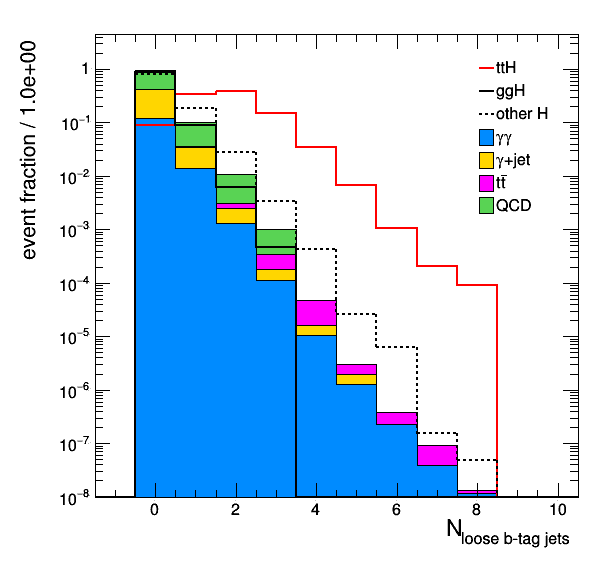 event fraction / 1.0e+00
1
10⁻¹
10⁻²
10⁻³
10⁻⁴
10⁻⁵
10⁻⁶
10⁻⁷
10⁻⁸
ttH
ggH
other H
γγ
γ+jet
tt̄
QCD
0 2 4 6 8 10
N_loose b-tag jets